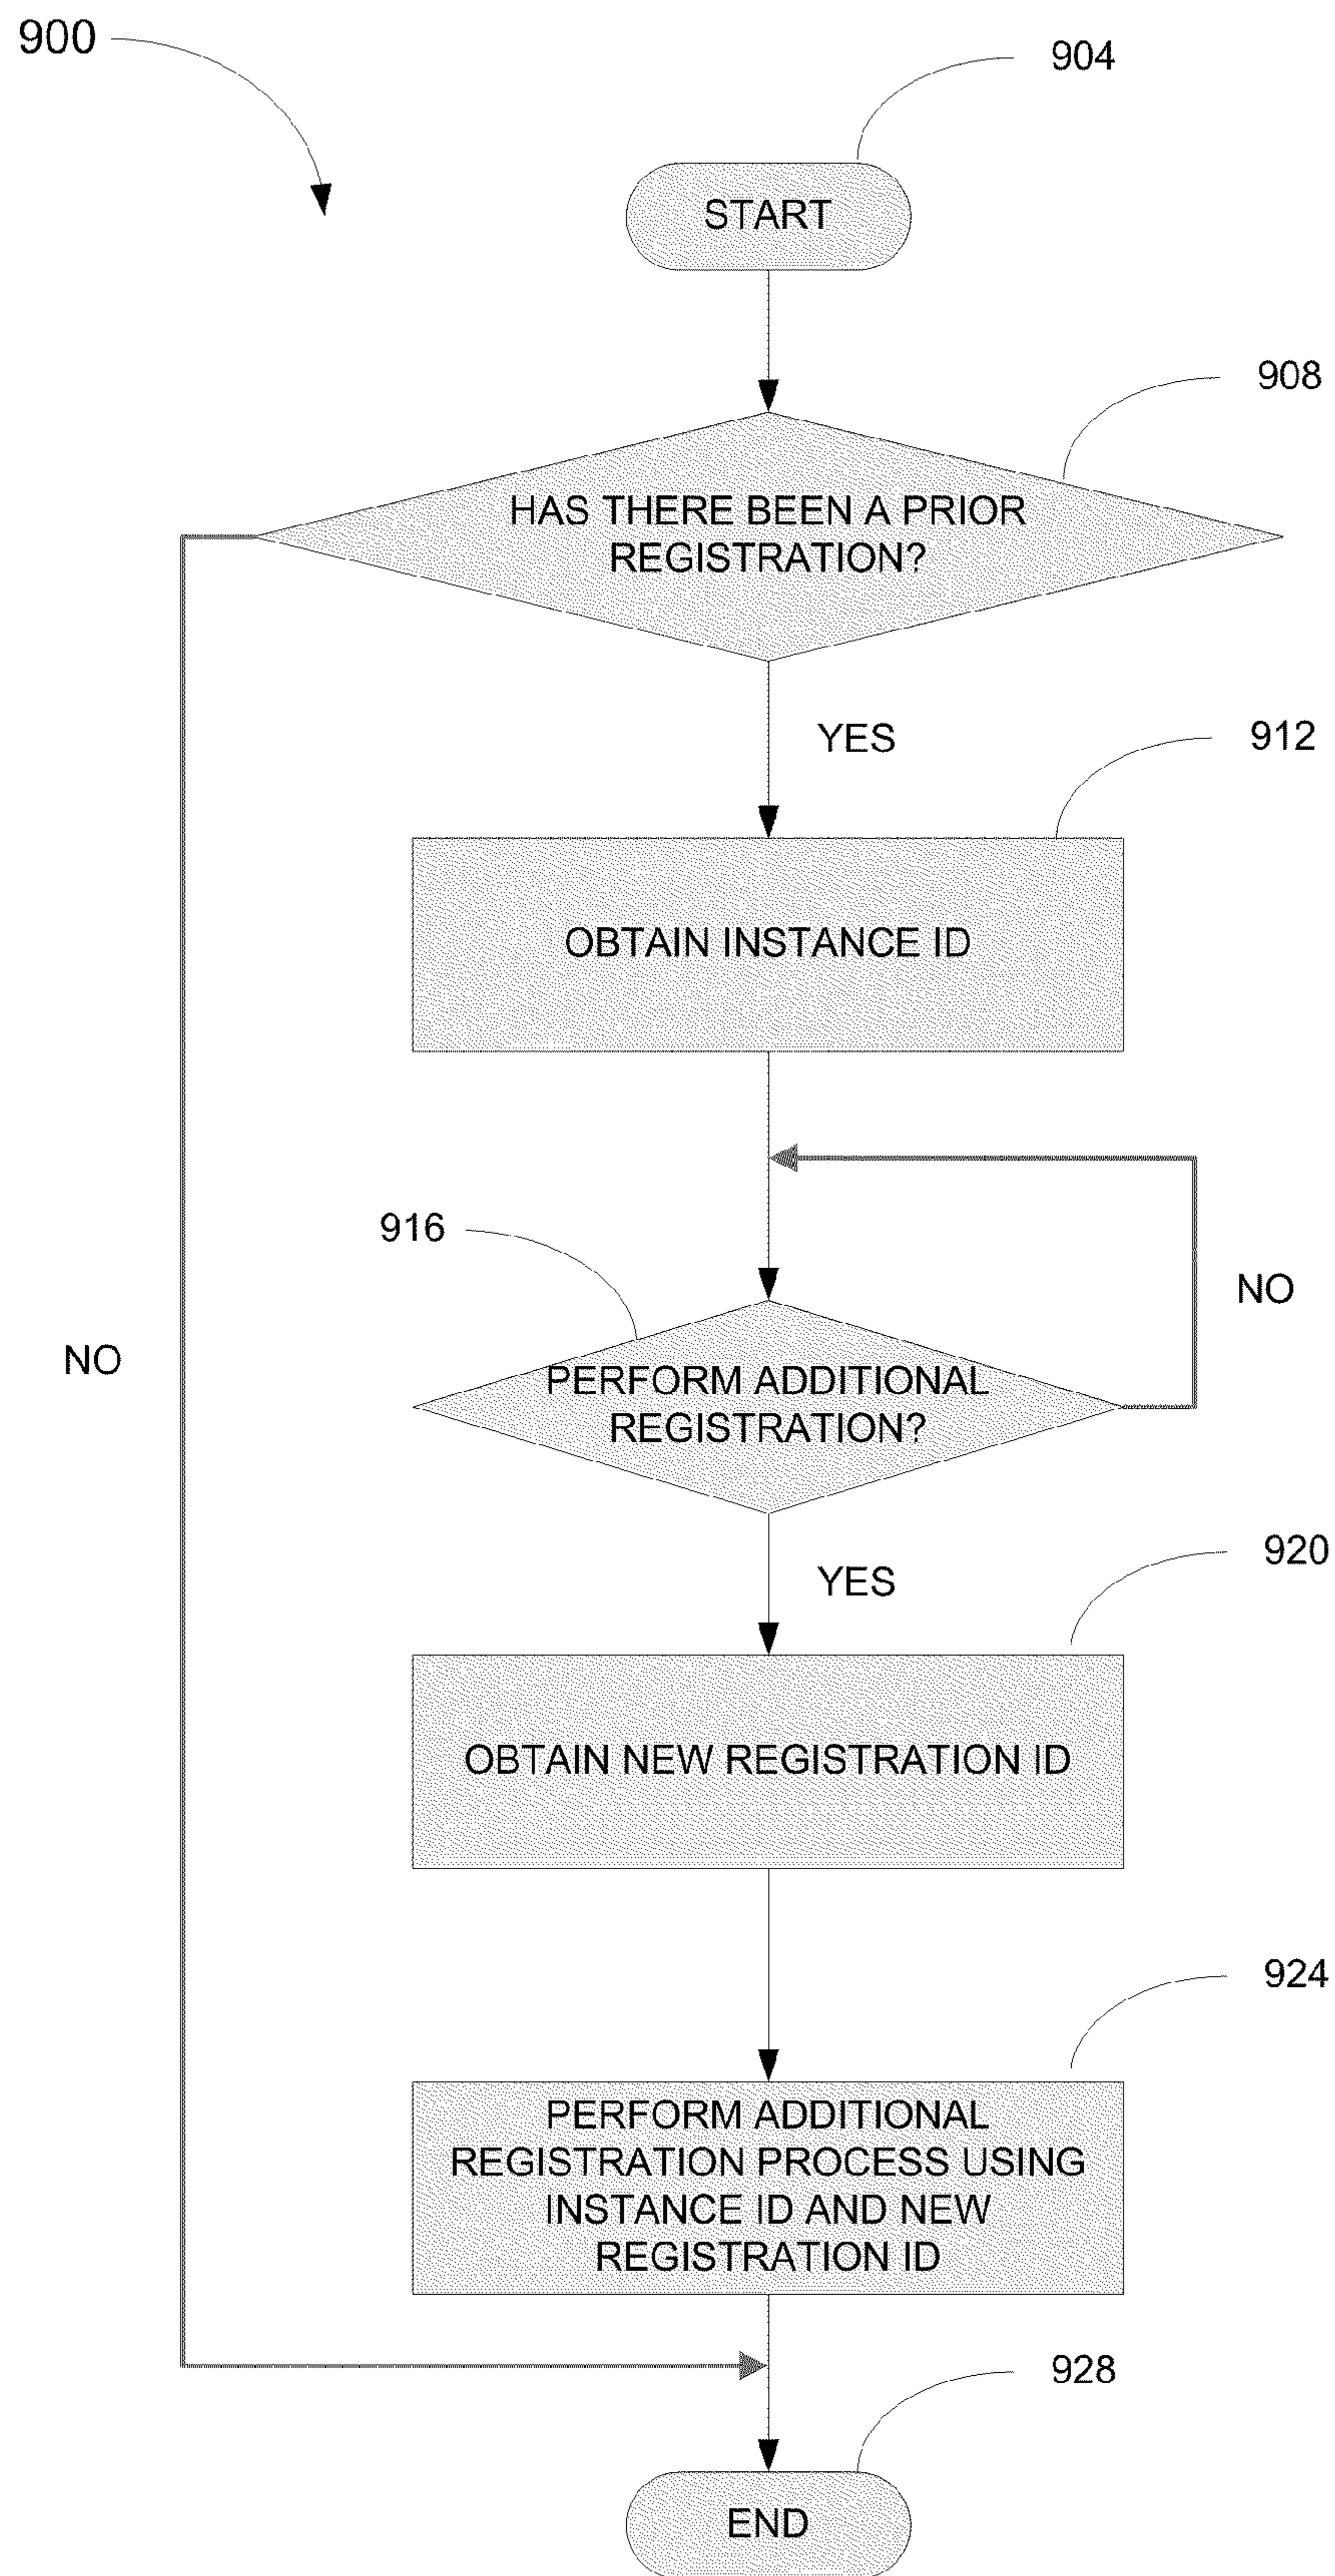 900
904
START
908
HAS THERE BEEN A PRIOR
REGISTRATION?
YES
912
OBTAIN INSTANCE ID
916
NO
NO
PERFORM ADDITIONAL
REGISTRATION?
920
YES
OBTAIN NEW REGISTRATION ID
924
PERFORM ADDITIONAL
REGISTRATION PROCESS USING
INSTANCE ID AND NEW
REGISTRATION ID
928
END